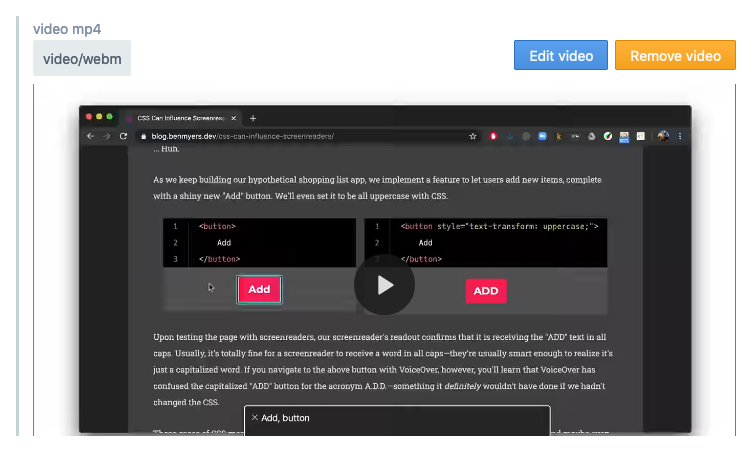 video mp4
video/webm
Edit video
Remove video
CSS Can Influence Screenrea
blog.benmyers.dev/css-can-influence-screenreaders/
... Huh.
As we keep building our hypothetical shopping list app, we implement a feature to let users add new items, complete
with a shiny new "Add" button. We'll even set it to be all uppercase with CSS.
1 <button>
2 Add
3 </button>
1 <button style="text-transform: uppercase;">
2 Add
3 </button>
Add
ADD
Upon testing the page with screenreaders, our screenreader's readout confirms that it is receiving the "ADD" text in all
caps. Usually, it's totally fine for a screenreader to receive a word in all caps—they're usually smart enough to realize it's
just a capitalized word. If you navigate to the above button with VoiceOver, however, you'll learn that VoiceOver has
confused the capitalized "ADD" button for the acronym A.D.D.—something it definitely wouldn't have done if we hadn't
changed the CSS.
Add, button